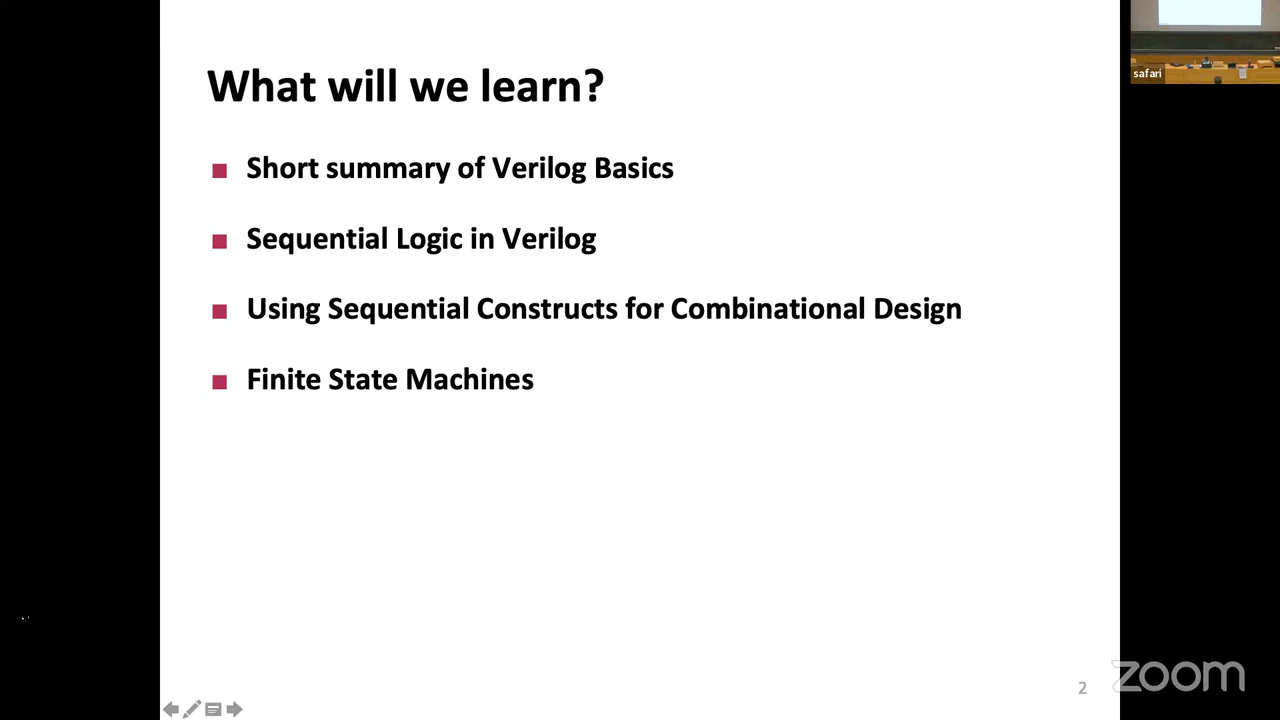 What will we learn?
Short summary of Verilog Basics
Sequential Logic in Verilog
Using Sequential Constructs for Combinational Design
Finite State Machines
2
safari
zoom